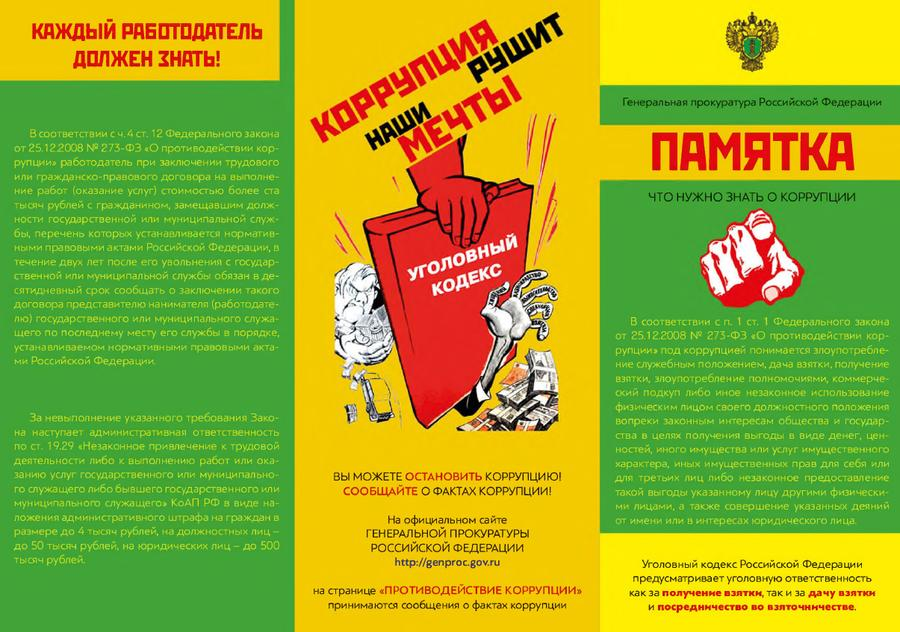 КАЖДЫЙ РАБОТОДАТЕЛЬ
ДОЛЖЕН ЗНАТЬ!
В соответствии с ч. 4 ст. 12 Федерального закона
от 25.12.2008 № 273-ФЗ «О противодействии кор-
рупции» работодатель при заключении трудового
или гражданско-правового договора на выполне-
ние работ (оказание услуг) стоимостью более ста
тысяч рублей с гражданином, замещавшим долж-
ности государственной или муниципальной служ-
бы, перечень которых устанавливается норматив-
ными правовыми актами Российской Федерации, в
течение двух лет после его увольнения с государ-
ственной или муниципальной службы обязан в де-
сятидневный срок сообщать о заключении такого
договора представителю нанимателя (работодате-
лю) государственного или муниципального служа-
щего по последнему месту его службы в порядке,
устанавливаемом нормативными правовыми акта-
ми Российской Федерации.
За невыполнение указанного требования Зако-
на наступает административная ответственность
по ст. 19.29 «Незаконное привлечение к трудовой
деятельности либо к выполнению работ или ока-
занию услуг государственного или муниципально-
го служащего либо бывшего государственного или
муниципального служащего» КоАП РФ в виде на-
ложения административного штрафа на граждан в
размере до 4 тысяч рублей, на должностных лиц –
до 50 тысяч рублей, на юридических лиц – до 500
тысяч рублей.
КОРРУПЦИЯ
РУШИТ
НАШИ
МЕЧТЫ
УГОЛОВНЫЙ
КОДЕКС
ВЫ МОЖЕТЕ ОСТАНОВИТЬ КОРРУПЦИЮ!
СООБЩАЙТЕ О ФАКТАХ КОРРУПЦИИ!
На официальном сайте
ГЕНЕРАЛЬНОЙ ПРОКУРАТУРЫ
РОССИЙСКОЙ ФЕДЕРАЦИИ
http://genproc.gov.ru
на странице «ПРОТИВОДЕЙСТВИЕ КОРРУПЦИИ»
принимаются сообщения о фактах коррупции
Генеральная прокуратура Российской Федерации
ПАМЯТКА
ЧТО НУЖНО ЗНАТЬ О КОРРУПЦИИ
В соответствии с п. 1 ст. 1 Федерального закона
от 25.12.2008 № 273-ФЗ «О противодействии кор-
рупции» под коррупцией понимается злоупотребле-
ние служебным положением, дача взятки, получение
взятки, злоупотребление полномочиями, коммерче-
ский подкуп либо иное незаконное использование
физическим лицом своего должностного положения
вопреки законным интересам общества и государ-
ства в целях получения выгоды в виде денег, цен-
ностей, иного имущества или услуг имущественного
характера, иных имущественных прав для себя или
для третьих лиц либо незаконное предоставление
такой выгоды указанному лицу другими физически-
ми лицами, а также совершение указанных деяний
от имени или в интересах юридического лица.
Уголовный кодекс Российской Федерации
предусматривает уголовную ответственность
как за получение взятки, так и за дачу взятки
и посредничество во взяточничестве.